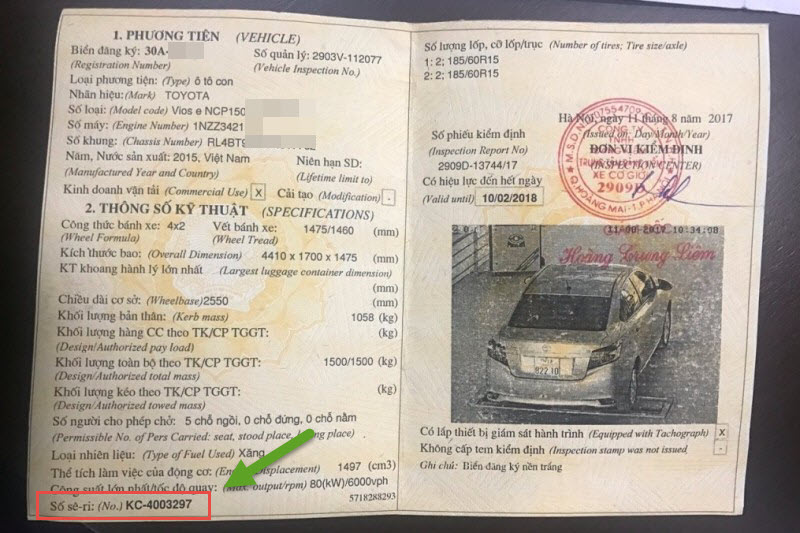 1. PHƯƠNG TIỆN (VEHICLE)
Biển đăng ký: 30A-
(Registration Number)
Số quản lý: 2903V-112077
(Vehicle Inspection No.)
Loại phương tiện: (Type) ô tô con
Nhãn hiệu: (Mark) TOYOTA
Số loại: (Model code) Vios e NCP150
Số máy: (Engine Number) 1NZZ3421
Số khung: (Chassis Number) RL4BT9
Năm, Nước sản xuất: 2015, Việt Nam
(Manufactured Year and Country)
Niên hạn SD:
(Lifetime limit to)
Kinh doanh vận tải (Commercial Use) X Cải tạo (Modification) -
2. THÔNG SỐ KỸ THUẬT (SPECIFICATIONS)
Công thức bánh xe: 4x2 Vết bánh xe: 1475/1460 (mm)
(Wheel Formula) (Wheel Tread)
Kích thước bao: (Overall Dimension) 4410 x 1700 x 1475 (mm)
KT khoang hành lý lớn nhất (Largest luggage container dimension)
(mm)
Chiều dài cơ sở: (Wheelbase) 2550 (mm)
Khối lượng bản thân: (Kerb mass) 1058 (kg)
Khối lượng hàng CC theo TK/CP TGGT: (kg)
(Design/Authorized pay load)
Khối lượng toàn bộ theo TK/CP TGGT: 1500/1500 (kg)
(Design/Authorized total mass)
Khối lượng kéo theo TK/CP TGGT: (kg)
(Design/Authorized towed mass)
Số người cho phép chở: 5 chỗ ngồi, 0 chỗ đứng, 0 chỗ nằm
(Permissible No. of Pers Carried: seat, stood place, place)
Loại nhiên liệu: (Type of Fuel Used) Xăng
Thể tích làm việc của động cơ: Displacement) 1497 (cm3)
Công suất lớn nhất/tốc độ quay: (Max. output/rpm) 80(kW)/6000vph
5718288293
Số sê-ri: (No.) KC-4003297
Số lượng lốp, cỡ lốp/trục (Number of tires; Tire size/axle)
1: 2; 185/60R15
2: 2; 185/60R15
Hà Nội, ngày 11 tháng 8 năm 2017
(Issued on: Day/Month/Year)
Số phiếu kiểm định
(Inspection Report No)
2909D-13744/17
ĐƠN VỊ KIỂM ĐỊNH
(INSPECTION CENTER)
XE CƠ GIỚI
2909D
Có hiệu lực đến hết ngày
(Valid until) 10/02/2018
2017 10:34:08
Hoàng Trung Liêm
822.10
Có lắp thiết bị giám sát hành trình (Equipped with Tachograph) X
Không cấp tem kiểm định (Inspection stamp was not issued) -
Ghi chú: Biển đăng ký nền trắng